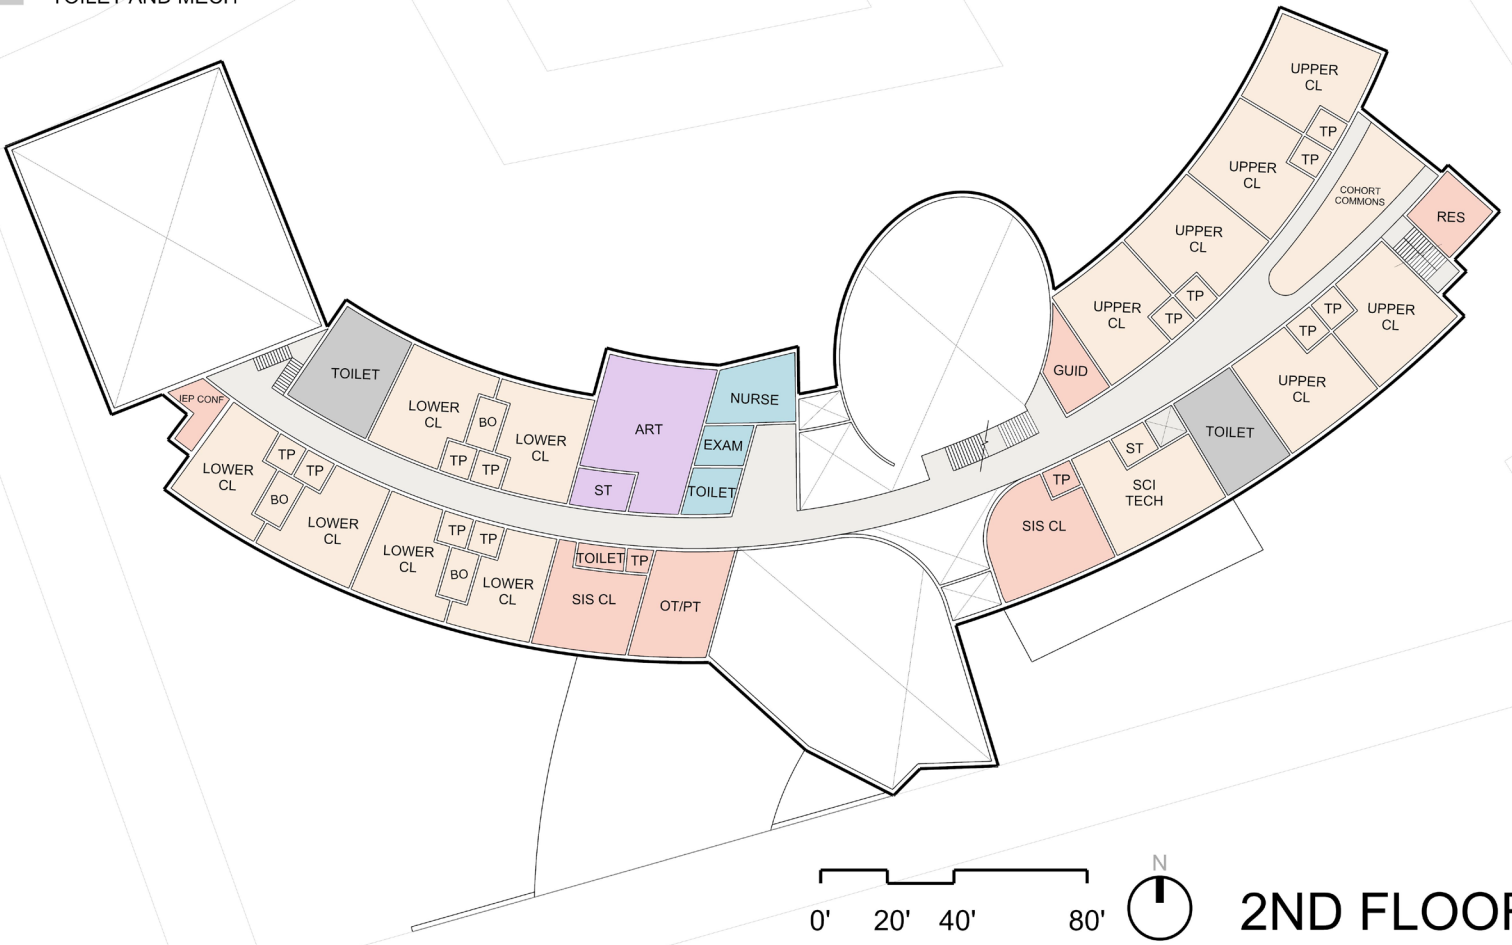 TOILET AND MECH
UPPER
CL
TP
TP
UPPER
CL
COHORT
COMMONS
RES
UPPER
CL
TP
TP
UPPER
CL
GUID
TP
TP
UPPER
CL
UPPER
CL
TOILET
ST
SCI
TECH
TP
SIS CL
TOILET
IEP CONF
LOWER
CL
BO
TP
TP
LOWER
CL
ART
ST
NURSE
EXAM
TOILET
LOWER
CL
TP
TP
BO
LOWER
CL
LOWER
CL
TP
TP
BO
LOWER
CL
TOILET
TP
SIS CL
OT/PT
N
0'
20'
40'
80'
2ND FLOOR